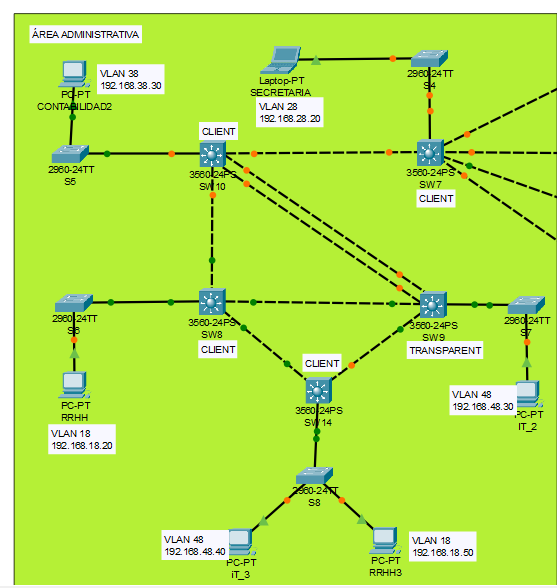 ÁREA ADMINISTRATIVA
VLAN 38
192.168.38.30
PC-PT
CONTABILIDAD2
Laptop-PT
SECRETARIA
VLAN 28
192.168.28.20
2960-24TT
S4
2960-24TT
S5
CLIENT
3560-24PS
SW10
3560-24PS
SW7
CLIENT
2960-24TT
S6
3560-24PS
SW8
CLIENT
3560-24PS
SW9
TRANSPARENT
2960-24TT
S7
PC-PT
RRHH
VLAN 18
192.168.18.20
CLIENT
3560-24PS
SW14
VLAN 48
192.168.48.30
PC-PT
IT_2
2960-24TT
S8
VLAN 48
192.168.48.40
PC-PT
iT_3
PC-PT
RRHH3
VLAN 18
192.168.18.50